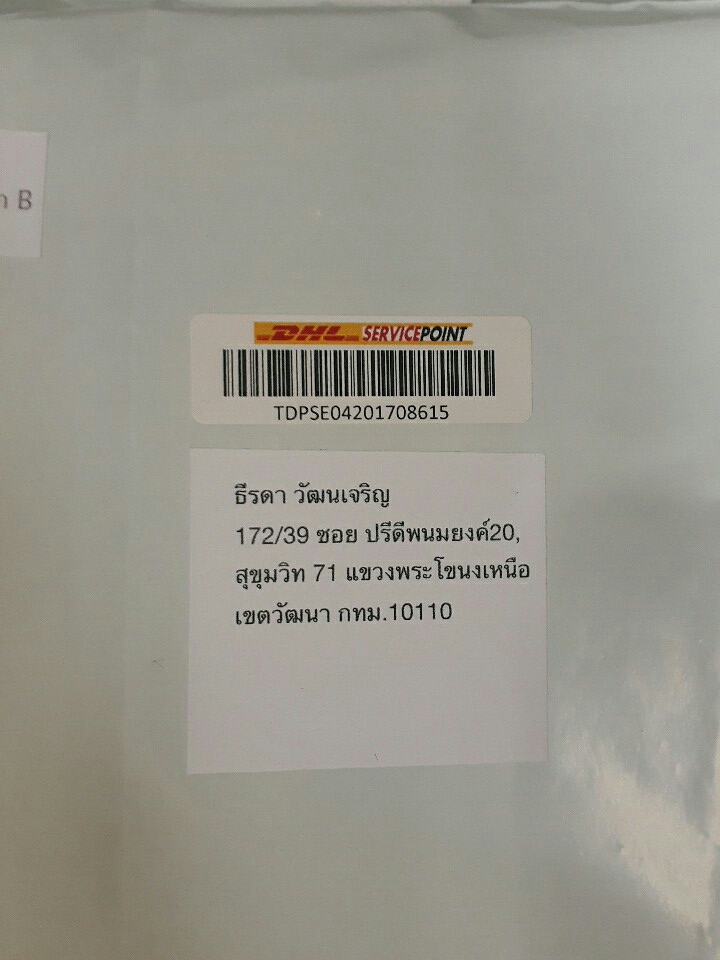 B
DHL SERVICEPOINT
TDPSE04201708615
ธีรดา วัฒนเจริญ
172/39 ซอย ปรีดีพนมยงค์20,
สุขุมวิท 71 แขวงพระโขนงเหนือ
เขตวัฒนา กทม.10110